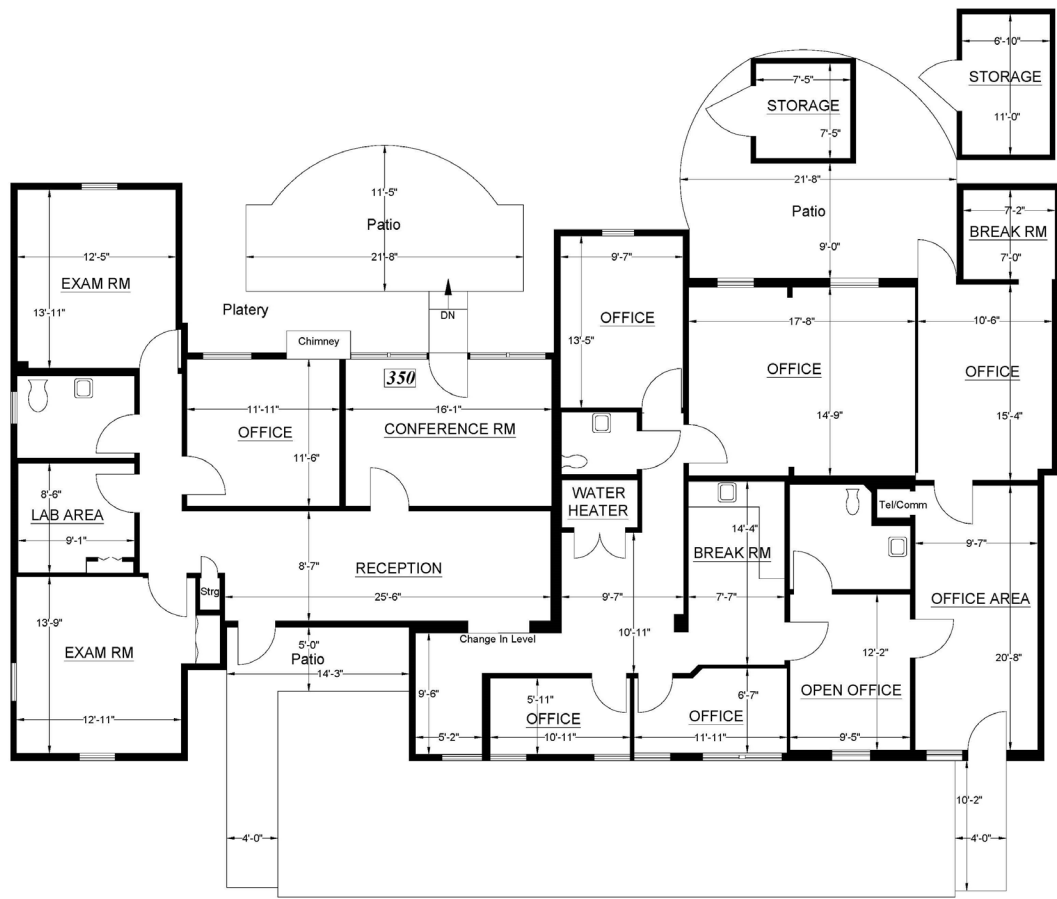 6'-10"
STORAGE
11'-0"
7'-5"
STORAGE
7'-5"
21'-8"
Patio
9'-0"
7'-2"
BREAK RM
7'-0"
11'-5"
Patio
21'-8"
DN
Platery
Chimney
12'-5"
EXAM RM
13'-11"
9'-7"
OFFICE
13'-5"
17'-8"
OFFICE
14'-9"
10'-6"
OFFICE
15'-4"
350
11'-11"
OFFICE
11'-6"
16'-1"
CONFERENCE RM
8'-6"
LAB AREA
9'-1"
WATER
HEATER
14'-4"
BREAK RM
7'-7"
Tel/Comm
9'-7"
OFFICE AREA
20'-8"
8'-7"
RECEPTION
25'-6"
Strg
9'-7"
10'-11"
13'-9"
EXAM RM
12'-11"
5'-0"
Patio
14'-3"
Change In Level
9'-6"
5'-2"
5'-11"
OFFICE
10'-11"
6'-7"
OFFICE
11'-11"
12'-2"
OPEN OFFICE
9'-5"
10'-2"
4'-0"
4'-0"